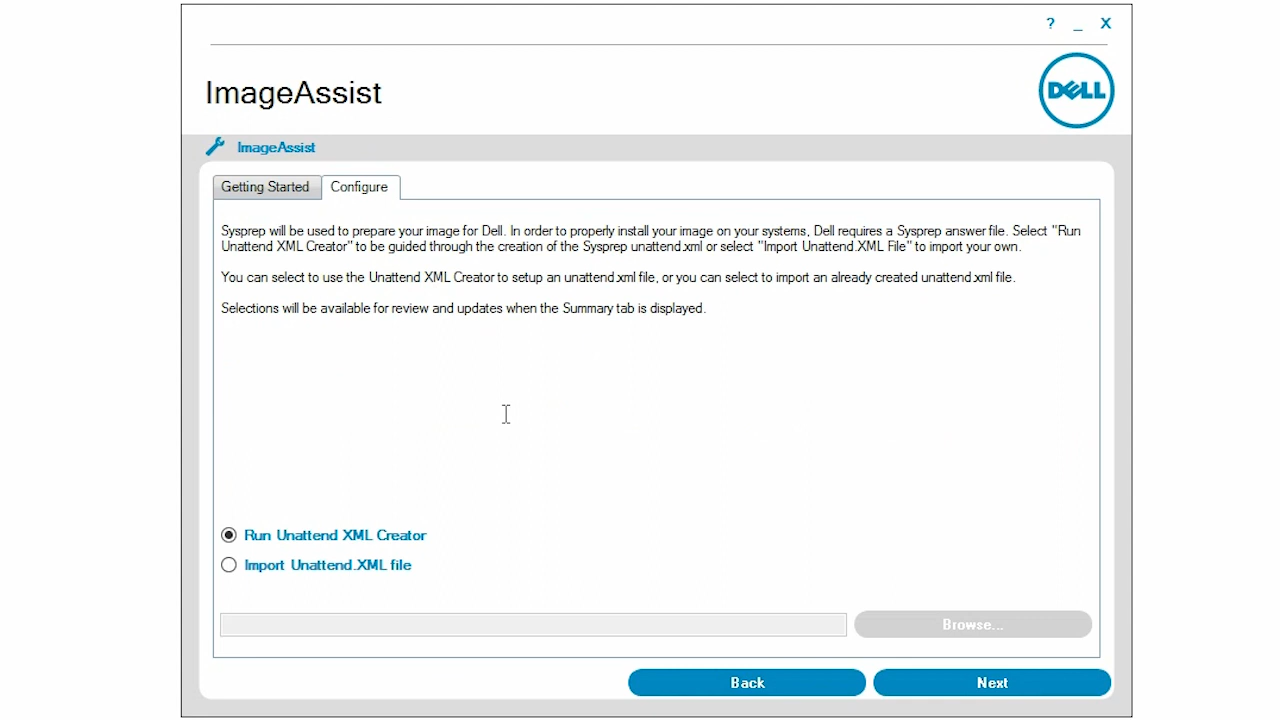 ? _ X
ImageAssist
DELL
ImageAssist
Getting Started Configure
Sysprep will be used to prepare your image for Dell. In order to properly install your image on your systems, Dell requires a Sysprep answer file. Select "Run
Unattend XML Creator" to be guided through the creation of the Sysprep unattend.xml or select "Import Unattend.XML File" to import your own.
You can select to use the Unattend XML Creator to setup an unattend.xml file, or you can select to import an already created unattend.xml file.
Selections will be available for review and updates when the Summary tab is displayed.
Run Unattend XML Creator
Import Unattend.XML file
Browse...
Back Next